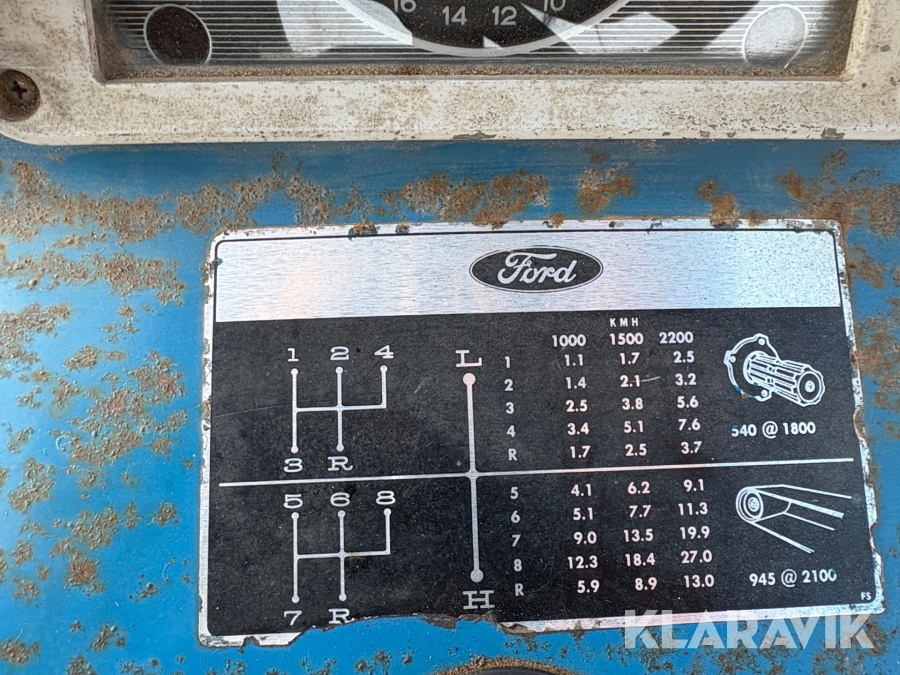 16 14 12 10
Ford
KMH
1000 1500 2200
1 2 4 L 1 1.1 1.7 2.5
2 1.4 2.1 3.2
3 2.5 3.8 5.6
4 3.4 5.1 7.6 540 @ 1800
3 R R 1.7 2.5 3.7
5 6 8 5 4.1 6.2 9.1
6 5.1 7.7 11.3
7 9.0 13.5 19.9
8 12.3 18.4 27.0
7 R H R 5.9 8.9 13.0 945 @ 2100
FS
KLARAVIK